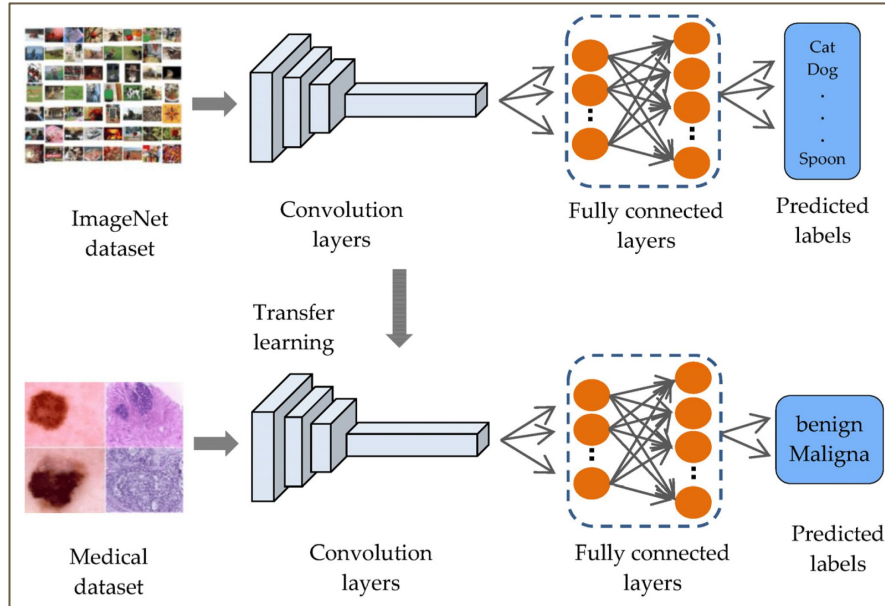 Cat
Dog
.
.
.
Spoon
ImageNet
dataset
Convolution
layers
Fully connected
layers
Predicted
labels
Transfer
learning
benign
Maligna
Medical
dataset
Convolution
layers
Fully connected
layers
Predicted
labels